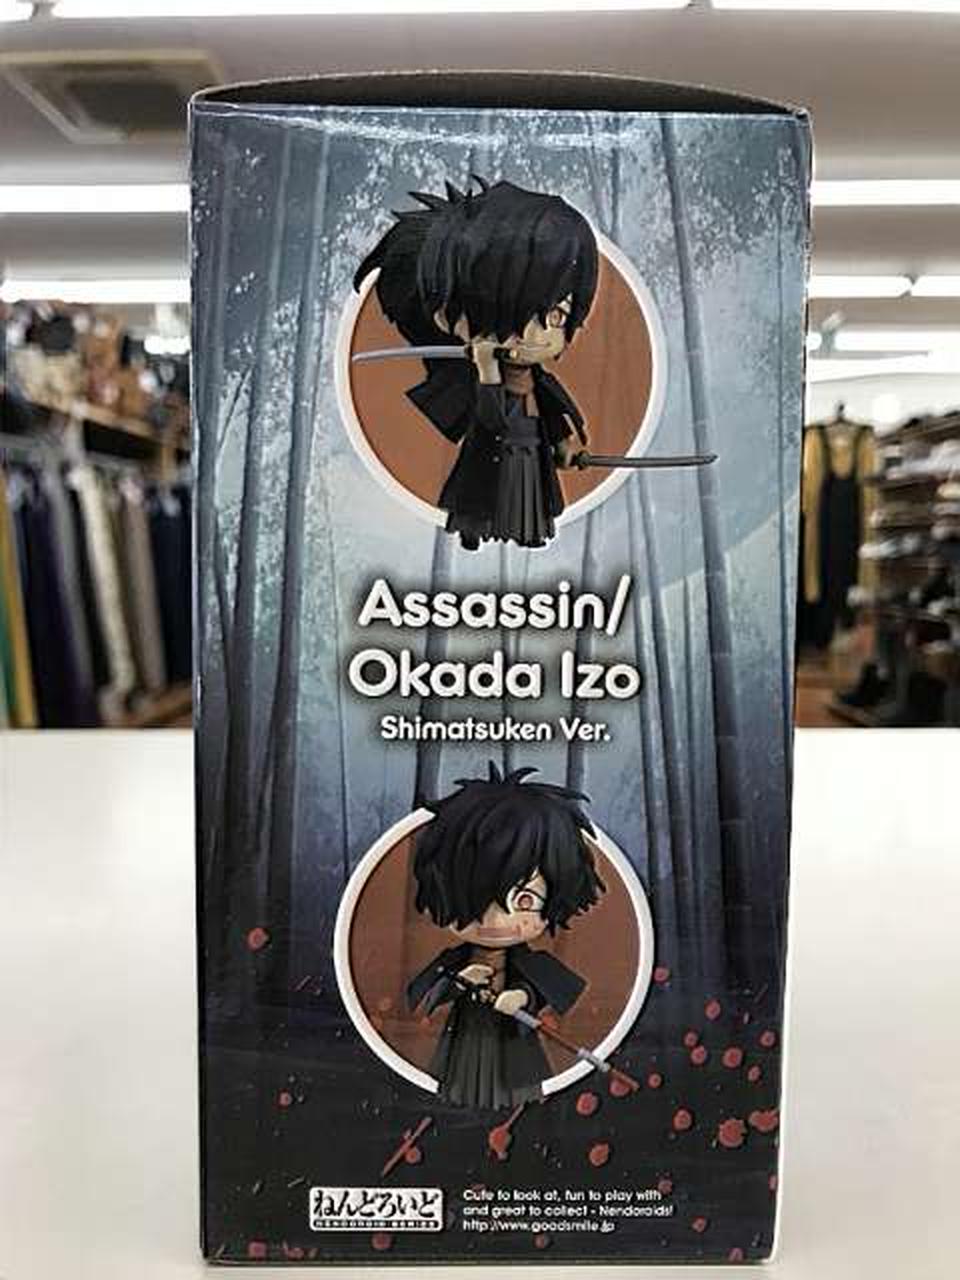 Assassin/
Okada Izo
Shimatsuken Ver.
ねんどろいど
NENDOROID SERIES
Cute to look at, fun to play with
and great to collect - Nendoroids!
http://www.goodsmile.jp